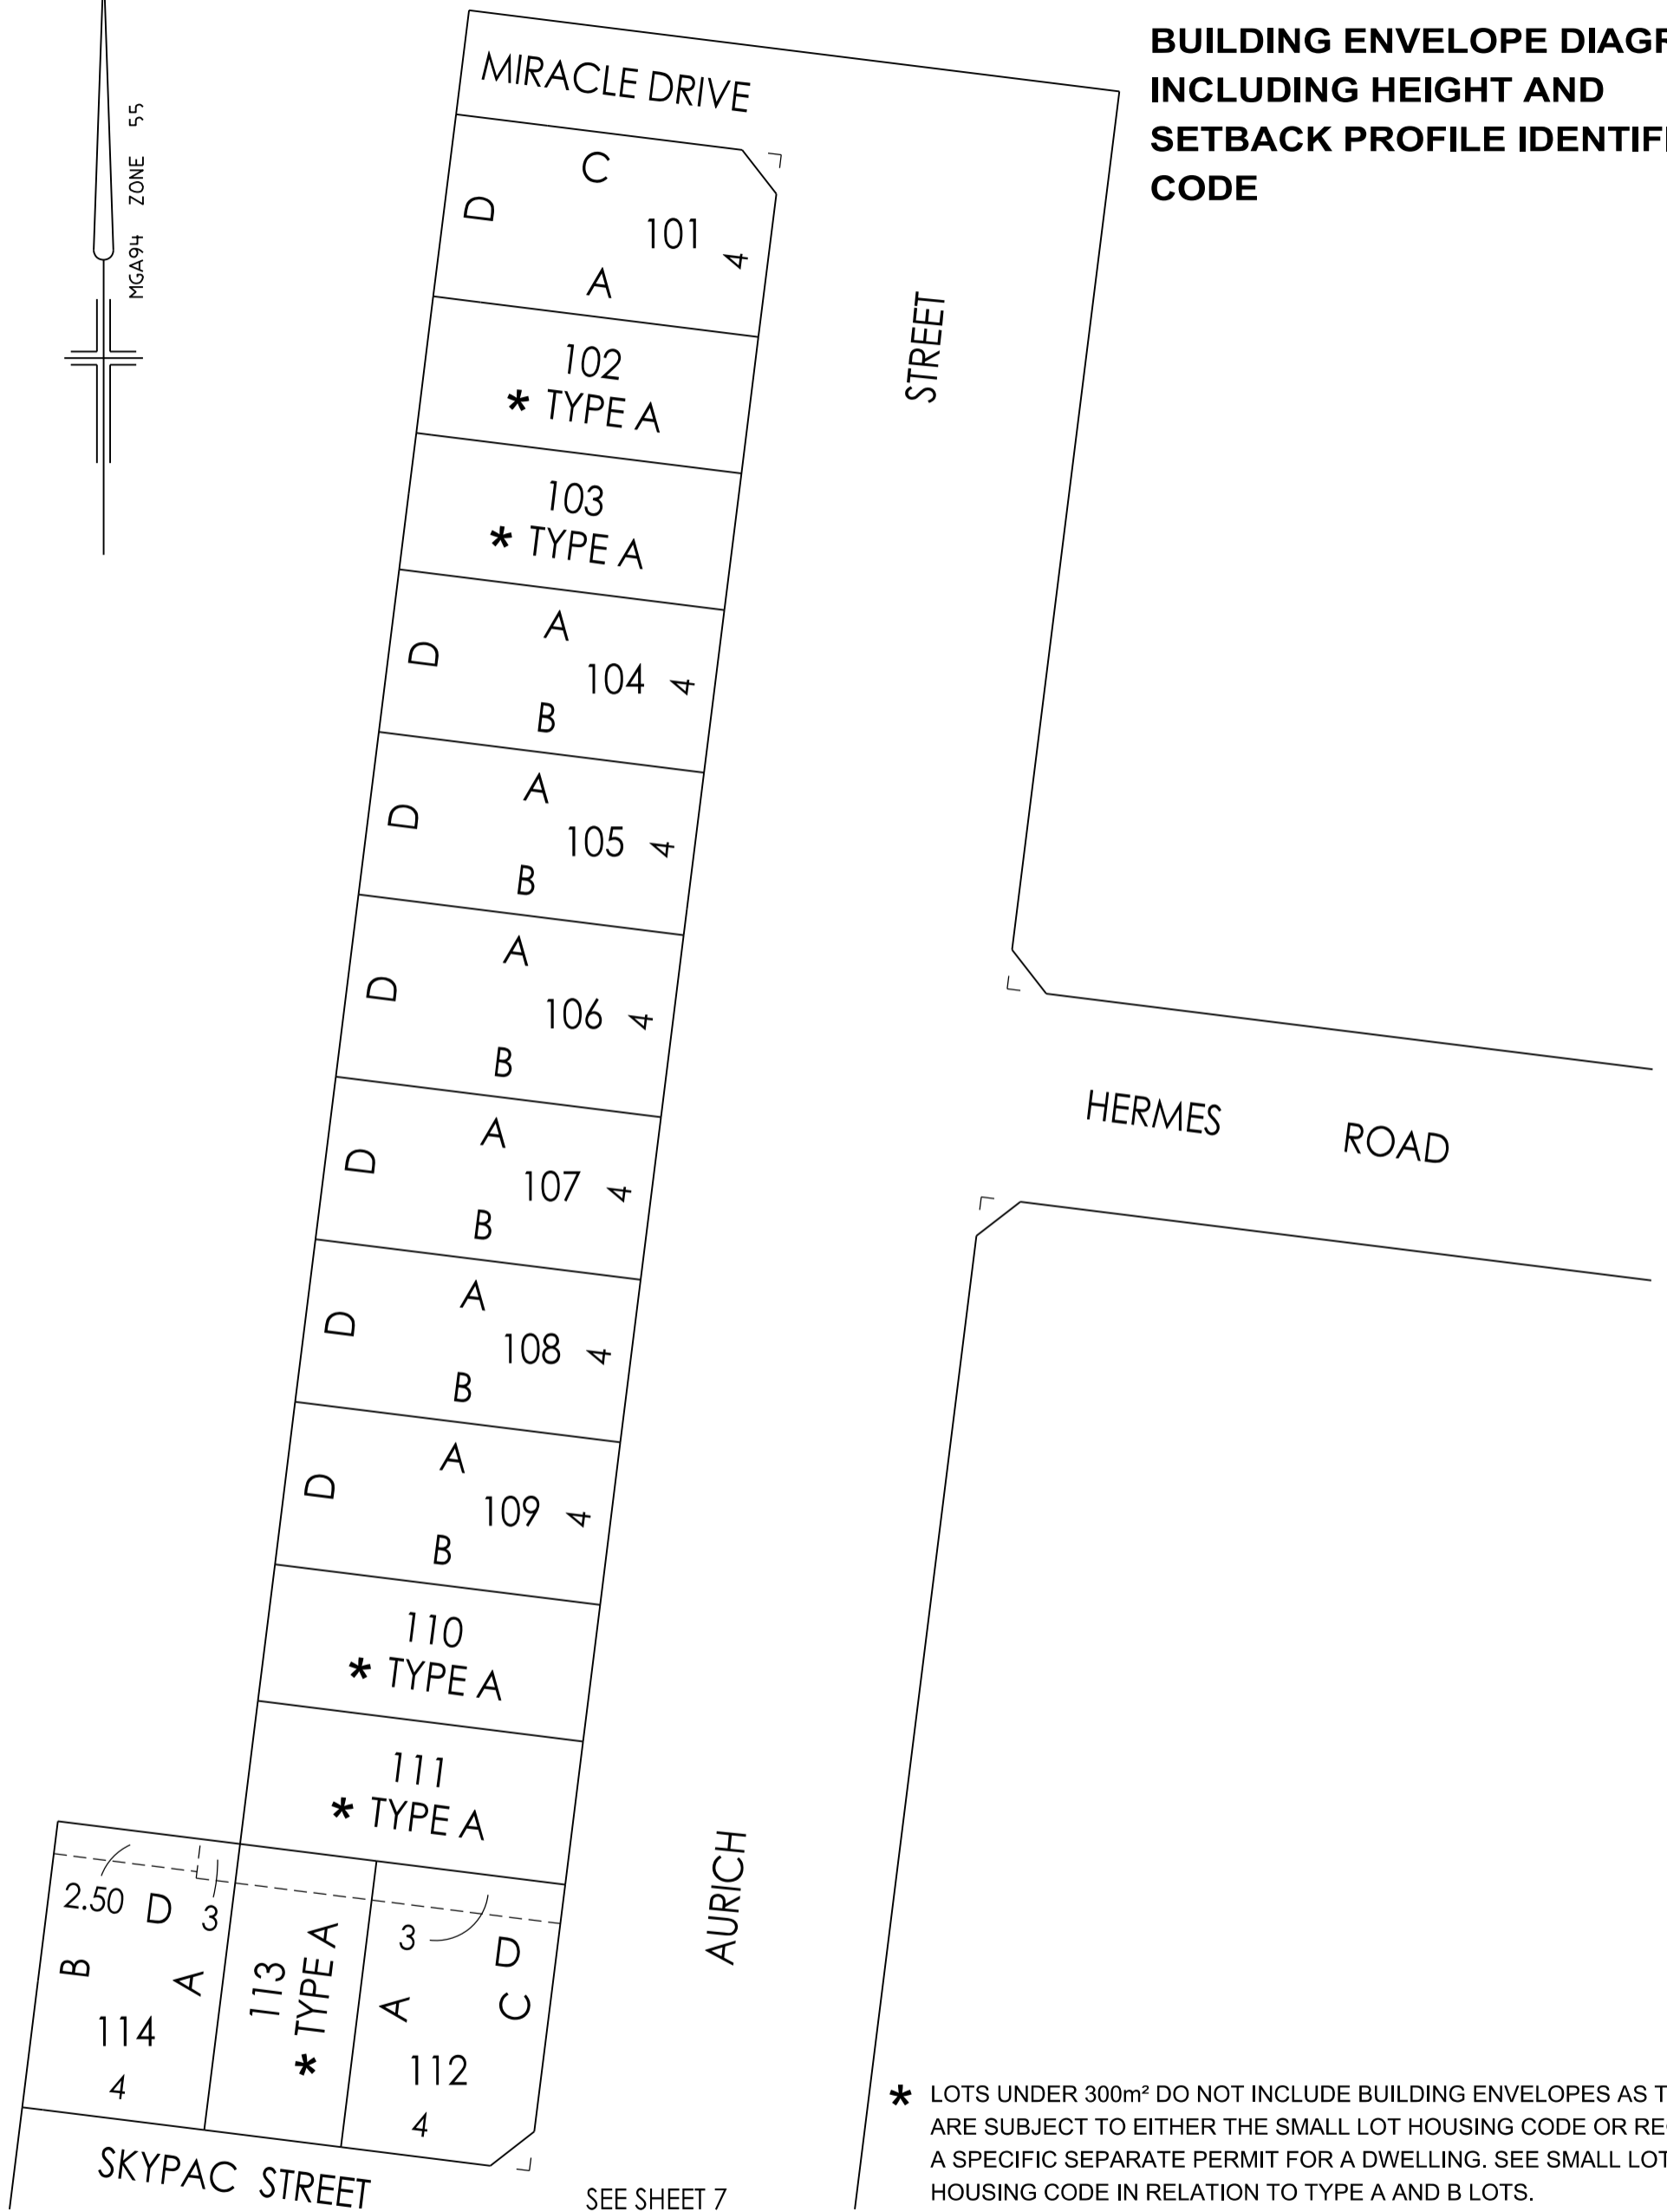 BUILDING ENVELOPE DIAGR
INCLUDING HEIGHT AND
SETBACK PROFILE IDENTIFI
CODE
MGA94 ZONE 55
MIRACLE DRIVE
C
D
101
4
A
STREET
102
* TYPE A
103
* TYPE A
A
D
104
4
B
A
D
105
4
B
A
D
106
4
B
HERMES ROAD
A
D
107
4
B
A
D
108
4
B
A
D
109
4
B
110
* TYPE A
111
* TYPE A
AURICH
2.50 D 3
B
A
114
4
113
* TYPE A
3
D
A
C
112
4
SKYPAC STREET
SEE SHEET 7
* LOTS UNDER 300m² DO NOT INCLUDE BUILDING ENVELOPES AS T
ARE SUBJECT TO EITHER THE SMALL LOT HOUSING CODE OR RE
A SPECIFIC SEPARATE PERMIT FOR A DWELLING. SEE SMALL LOT
HOUSING CODE IN RELATION TO TYPE A AND B LOTS.